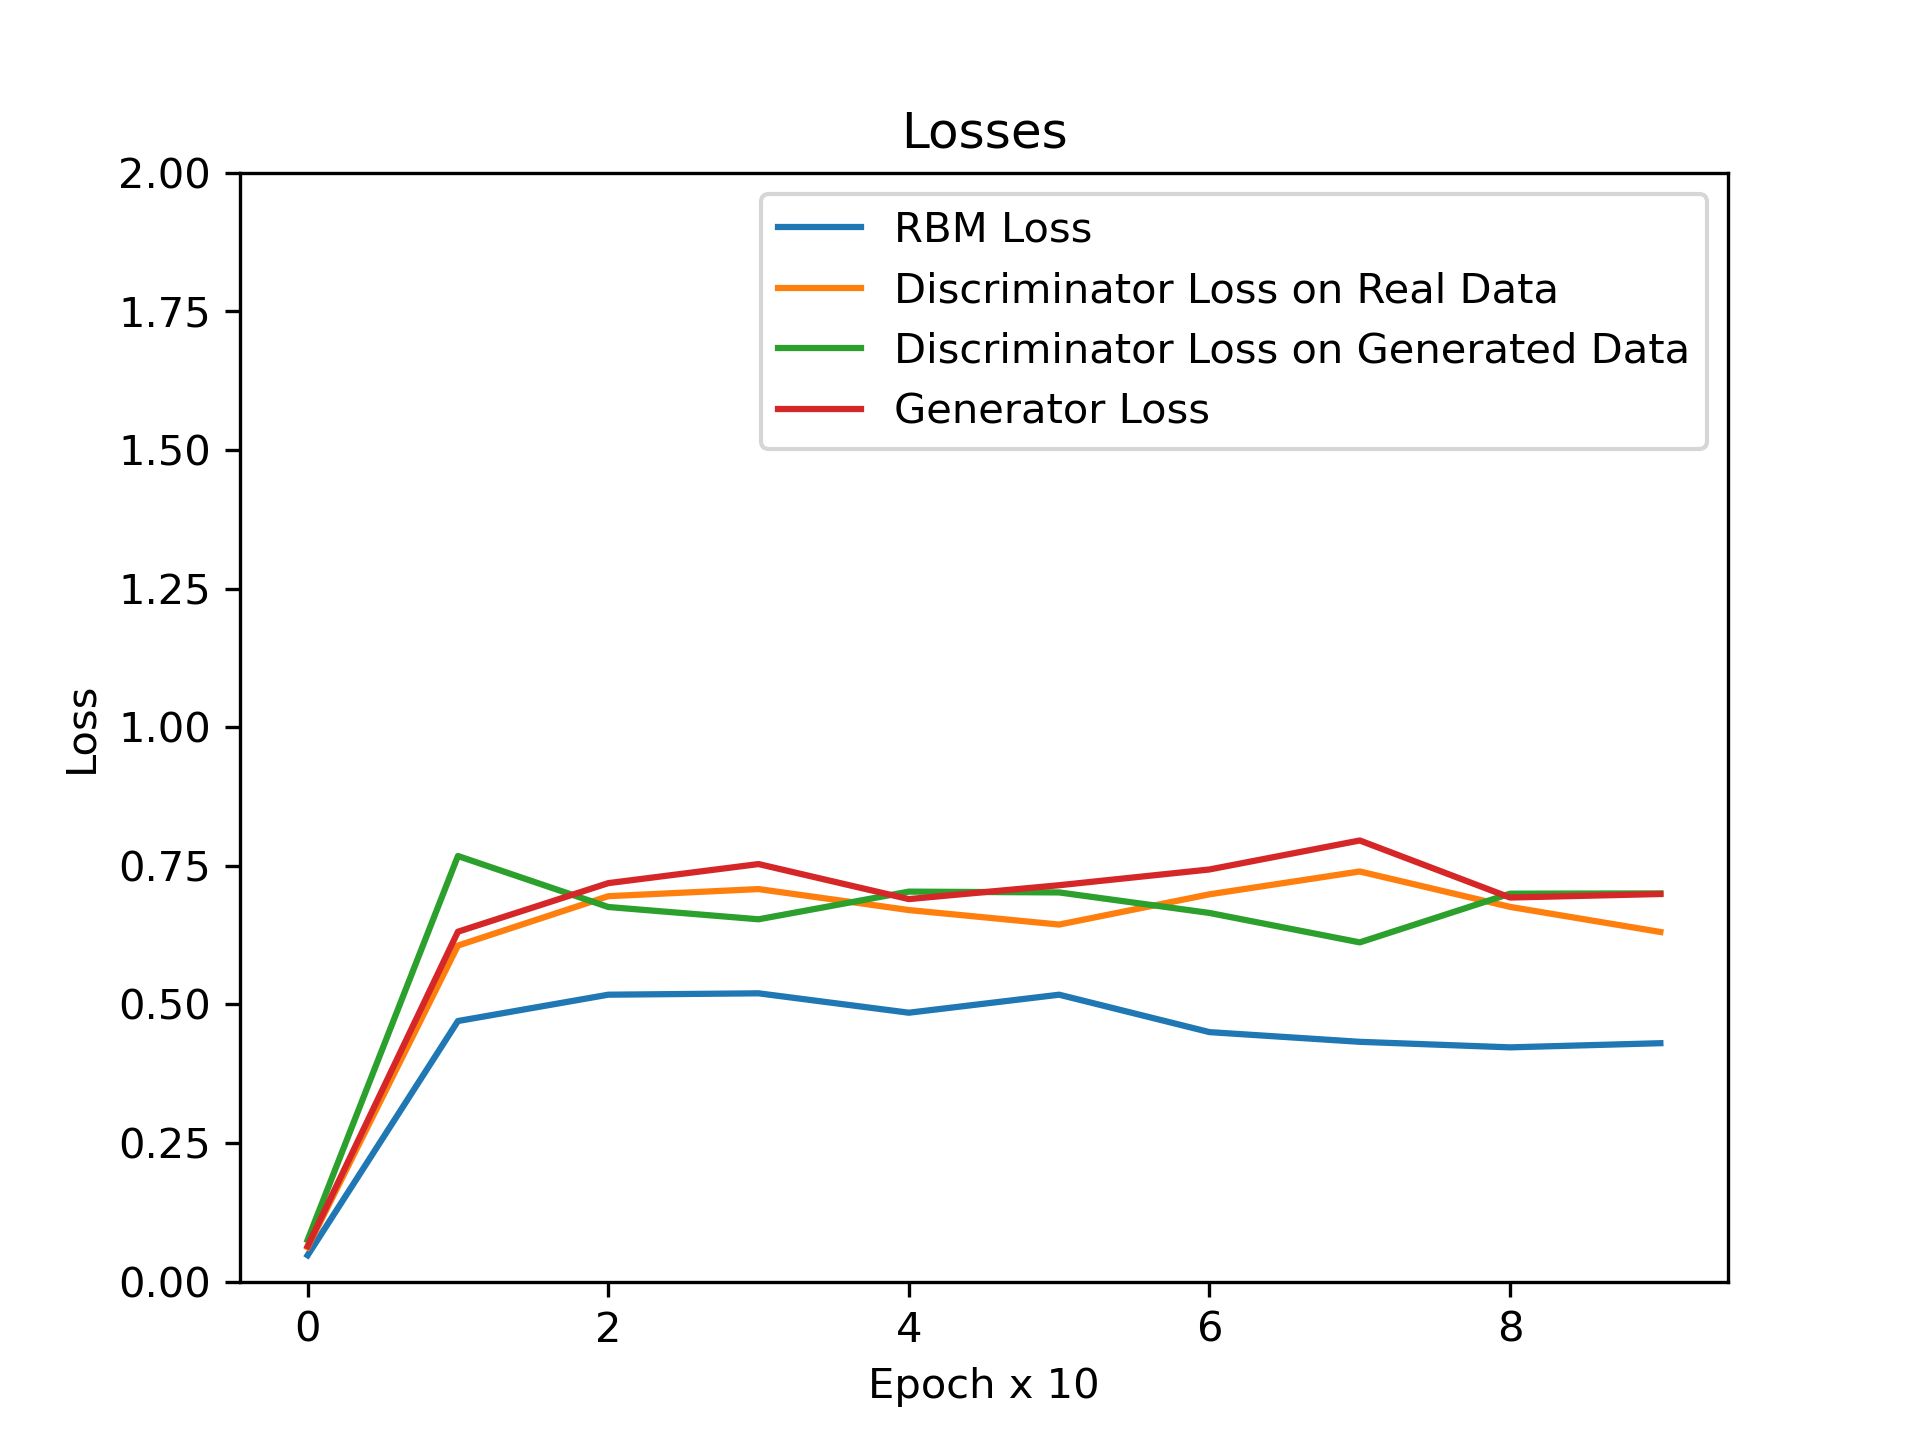 Losses
2.00
1.75
1.50
1.25
1.00
0.75
0.50
0.25
0.00
Loss
RBM Loss
Discriminator Loss on Real Data
Discriminator Loss on Generated Data
Generator Loss
0 2 4 6 8
Epoch x 10